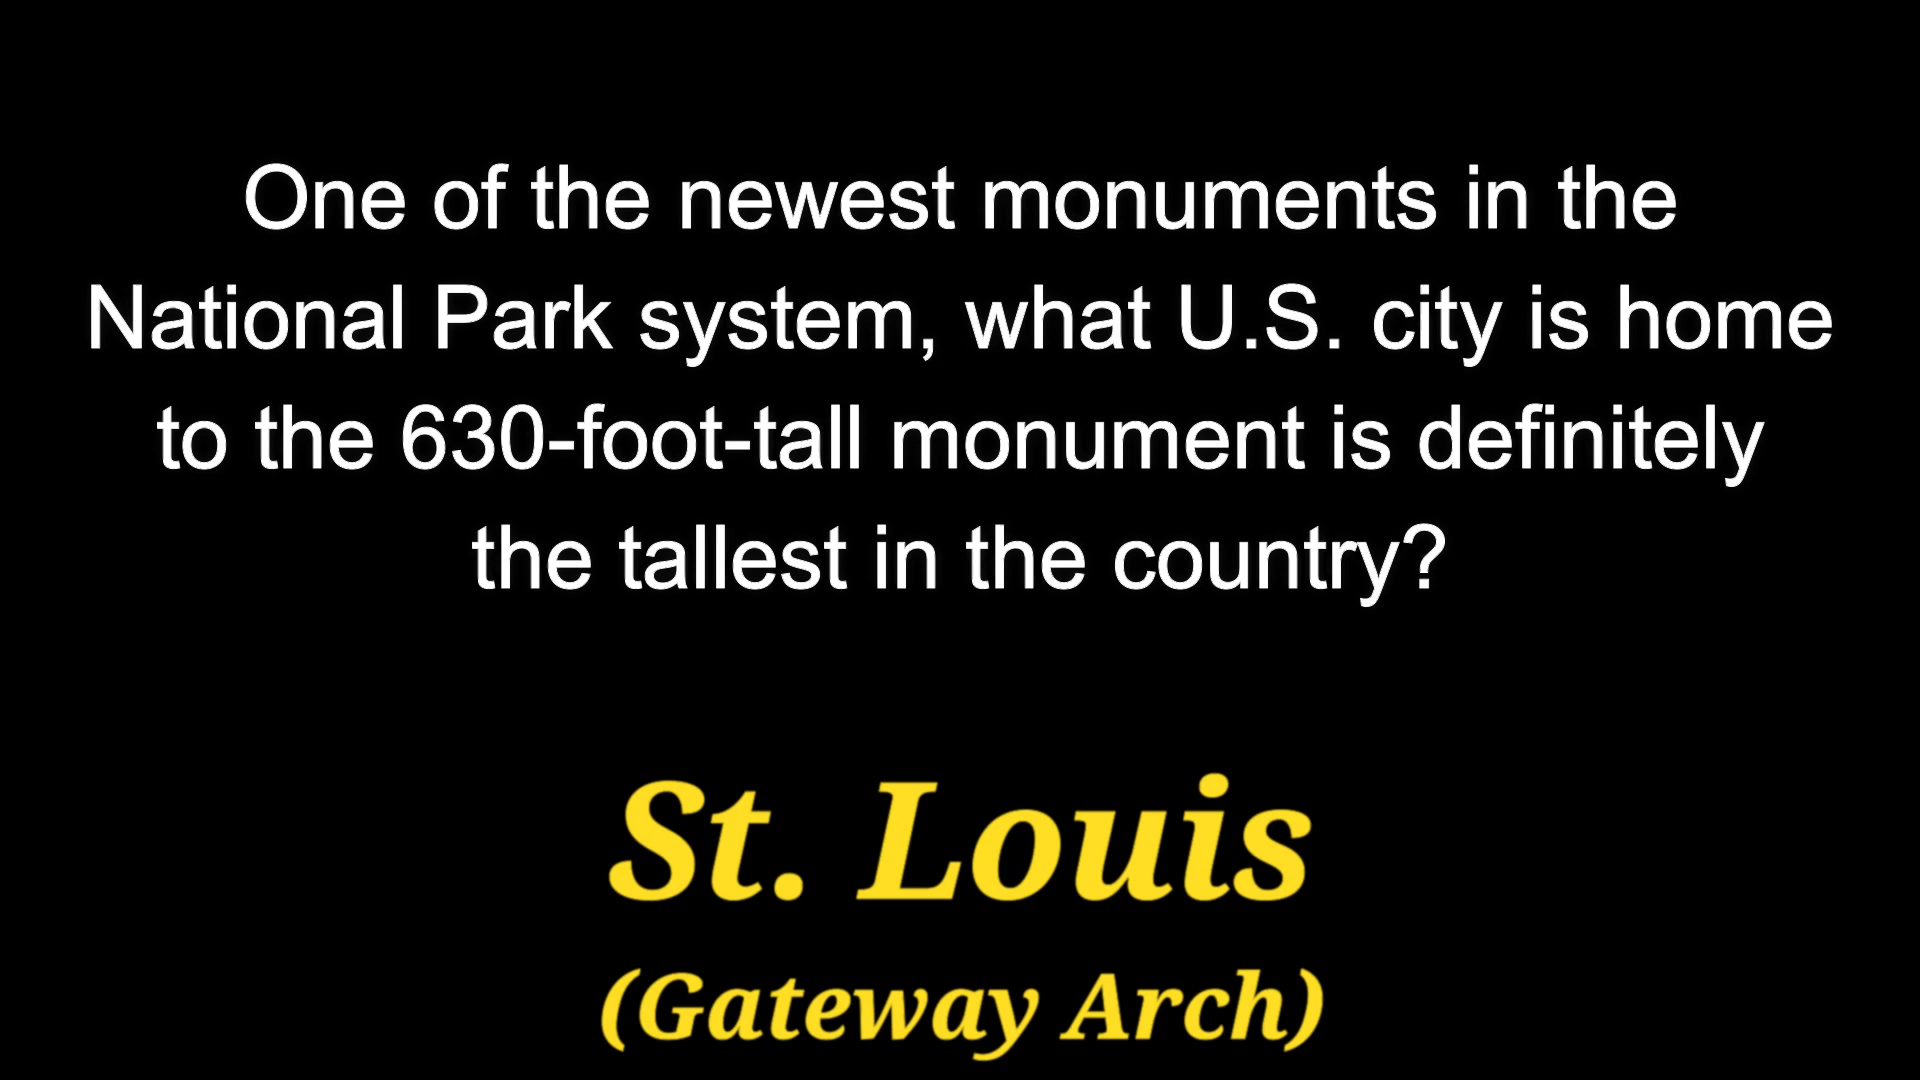 One of the newest monuments in the
National Park system, what U.S. city is home
to the 630-foot-tall monument is definitely
the tallest in the country?
St. Louis
(Gateway Arch)